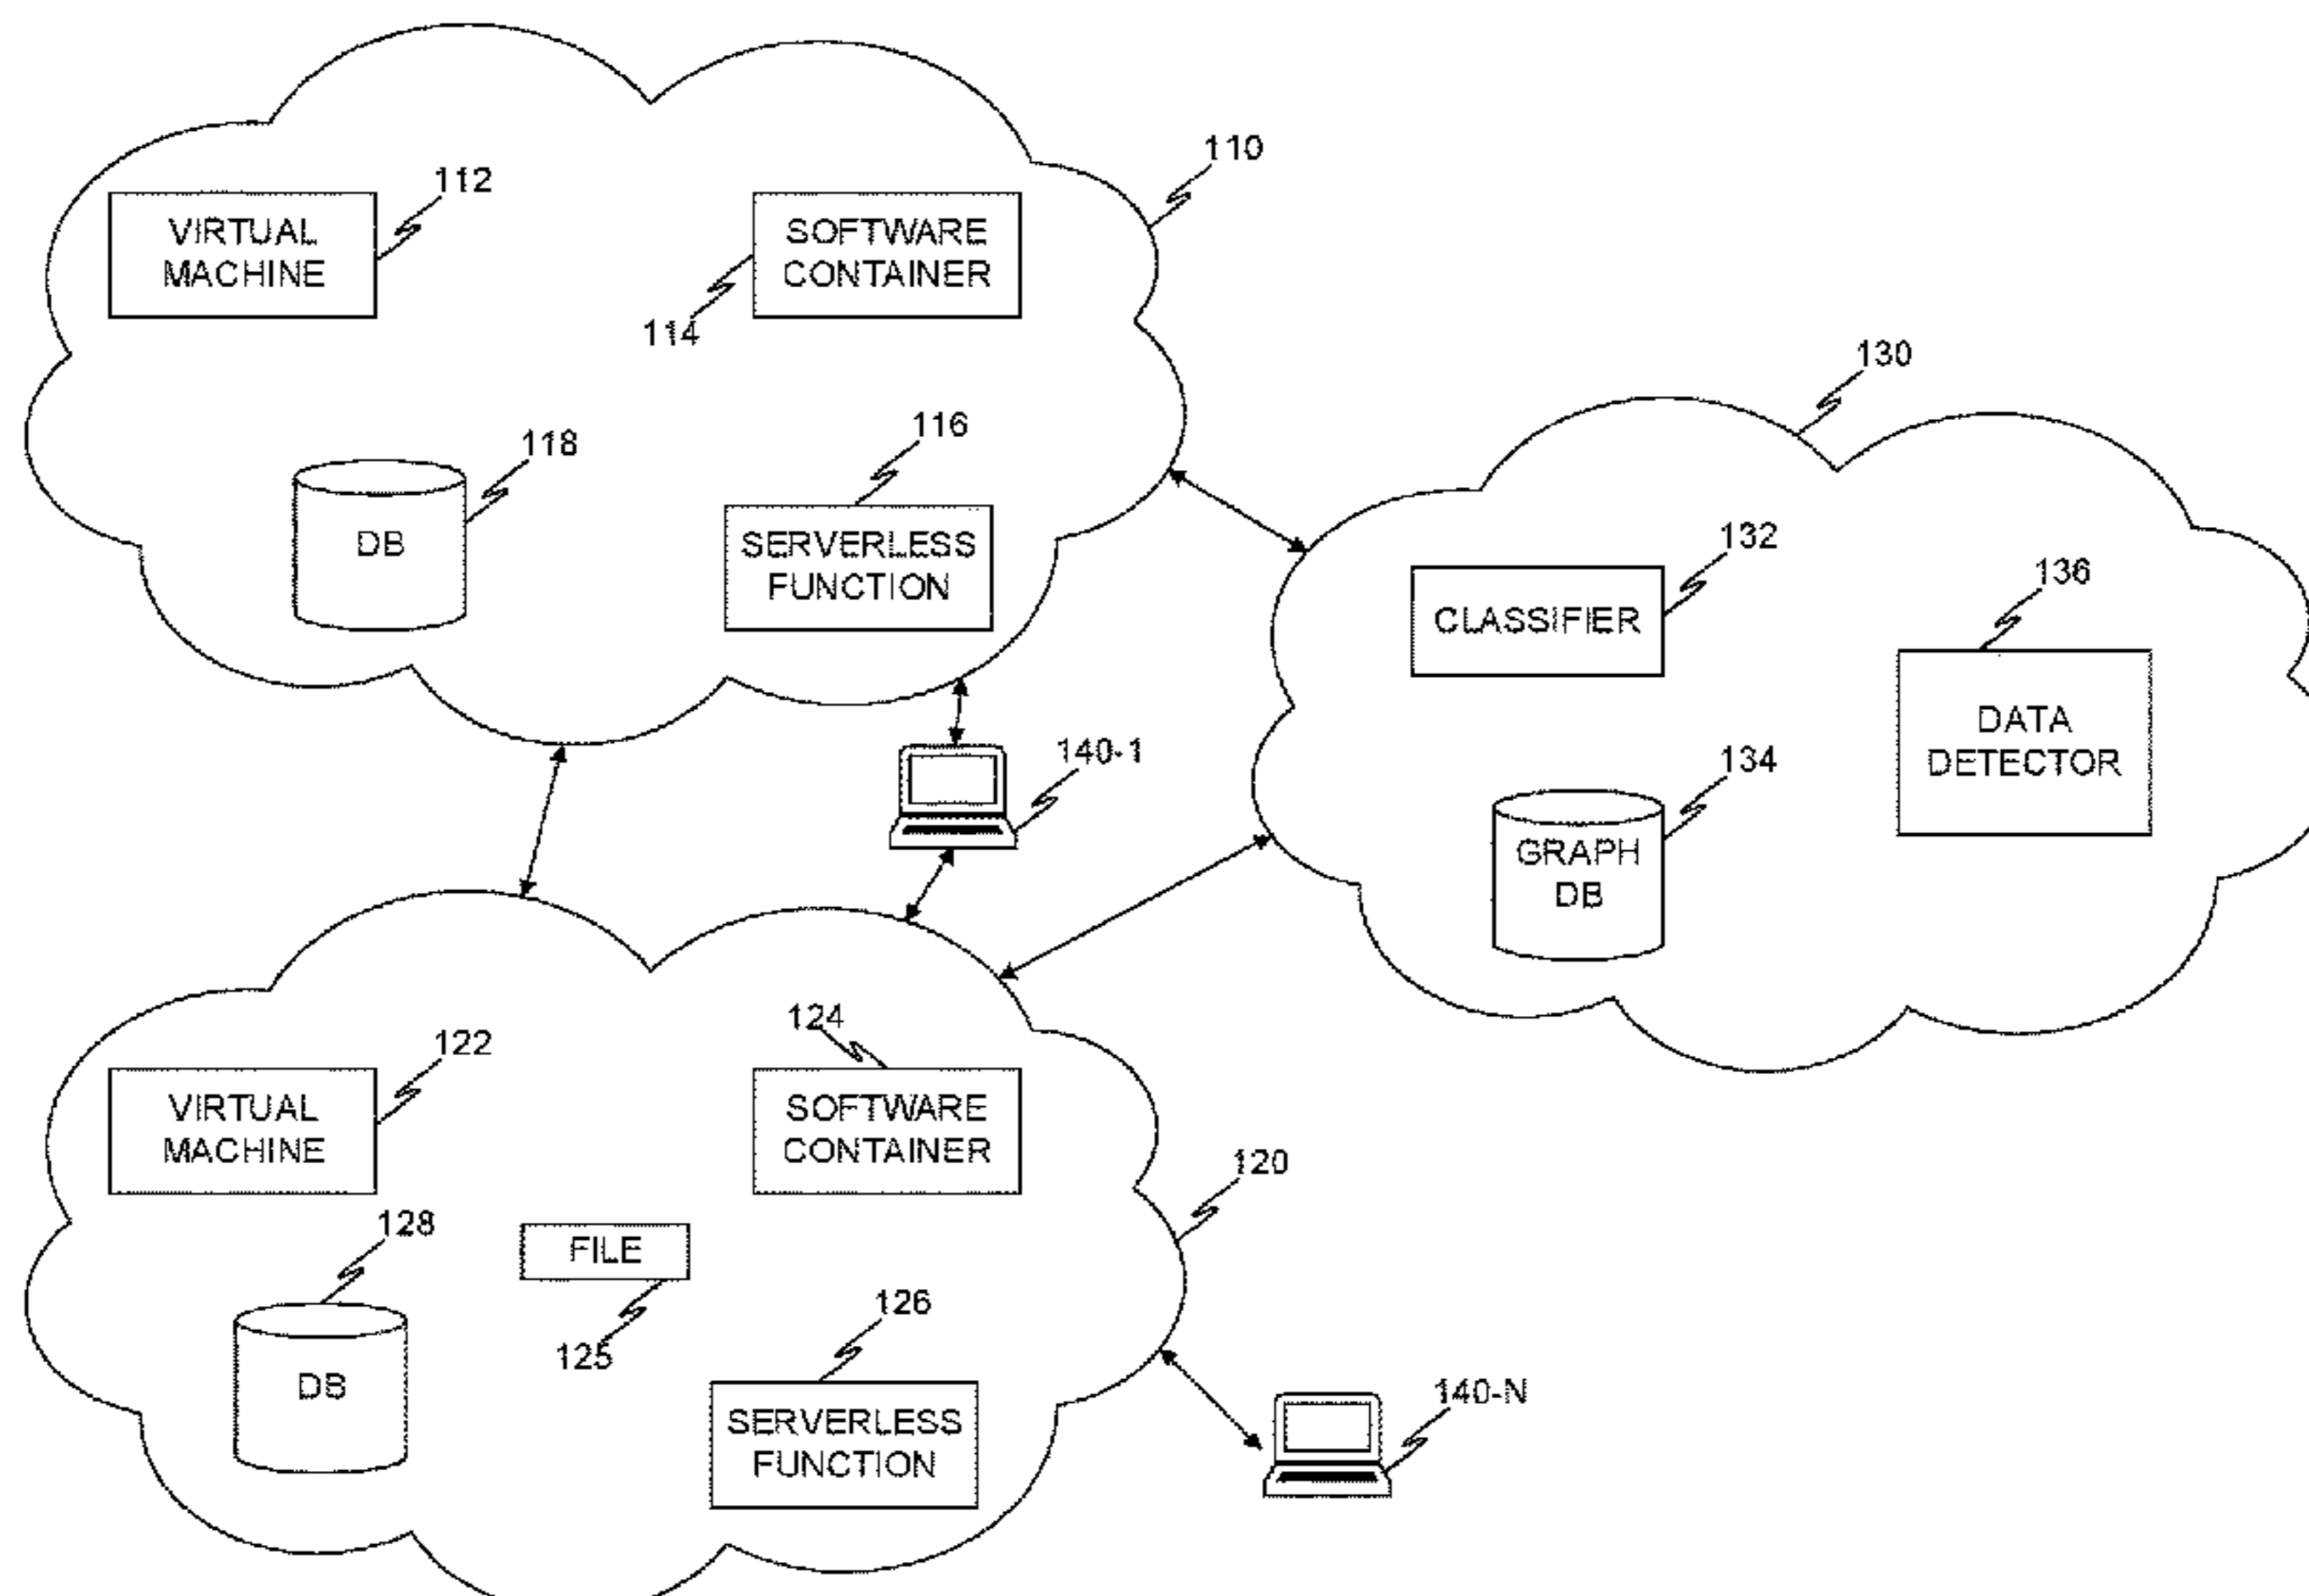 110
112
VIRTUAL
MACHINE
SOFTWARE
CONTAINER
114
130
118
DB
116
SERVERLESS
FUNCTION
132
CLASSIFIER
136
DATA
DETECTOR
140-1
134
GRAPH
DB
122
VIRTUAL
MACHINE
124
SOFTWARE
CONTAINER
120
128
DB
FILE
125
126
SERVERLESS
FUNCTION
140-N